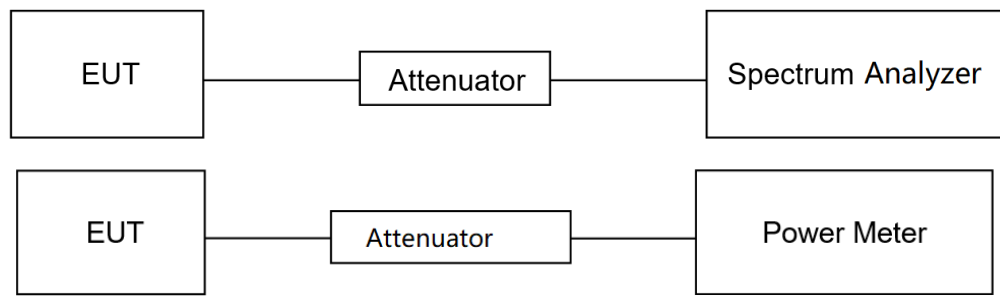 EUT
Attenuator
Spectrum Analyzer
EUT
Attenuator
Power Meter